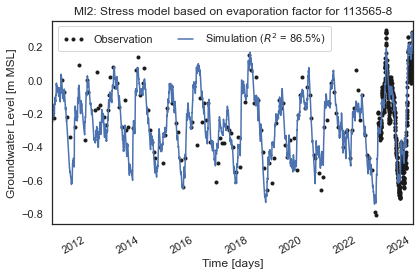 MI2: Stress model based on evaporation factor for 113565-8
Observation
Simulation (R² = 86.5%)
Groundwater Level [m MSL]
0.2
0.0
−0.2
−0.4
−0.6
−0.8
2012
2014
2016
2018
2020
2022
2024
Time [days]